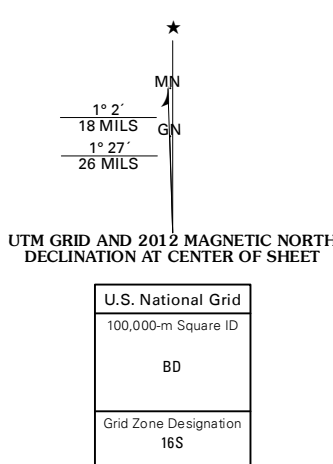 ★
MN
1° 2´
18 MILS
GN
1° 27´
26 MILS
UTM GRID AND 2012 MAGNETIC NORTH
DECLINATION AT CENTER OF SHEET
U.S. National Grid
100,000-m Square ID
BD
Grid Zone Designation
16S